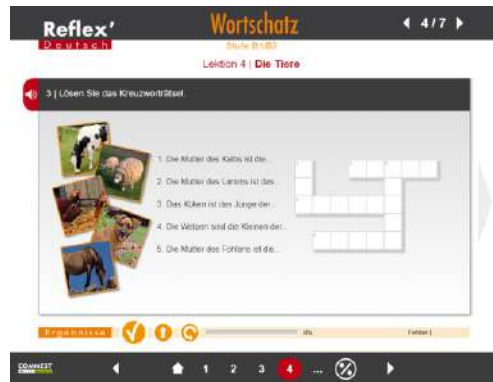 Reflex'
Deutsch
Wortschatz
4/7
Stufe B1/B2
Lektion 4 | Die Tiere
3 | Lösen Sie das Kreuzworträtsel.
1. Die Mutter des Kalbs ist die...
2. Die Mutter des Lamms ist das...
3. Das Küken ist das Junge der...
4. Die Welpen sind die Kleinen der...
5. Die Mutter des Fohlens ist die...
Ergebnisse
0%
Fehler |
COMMEST
1 2 3 4 ... %